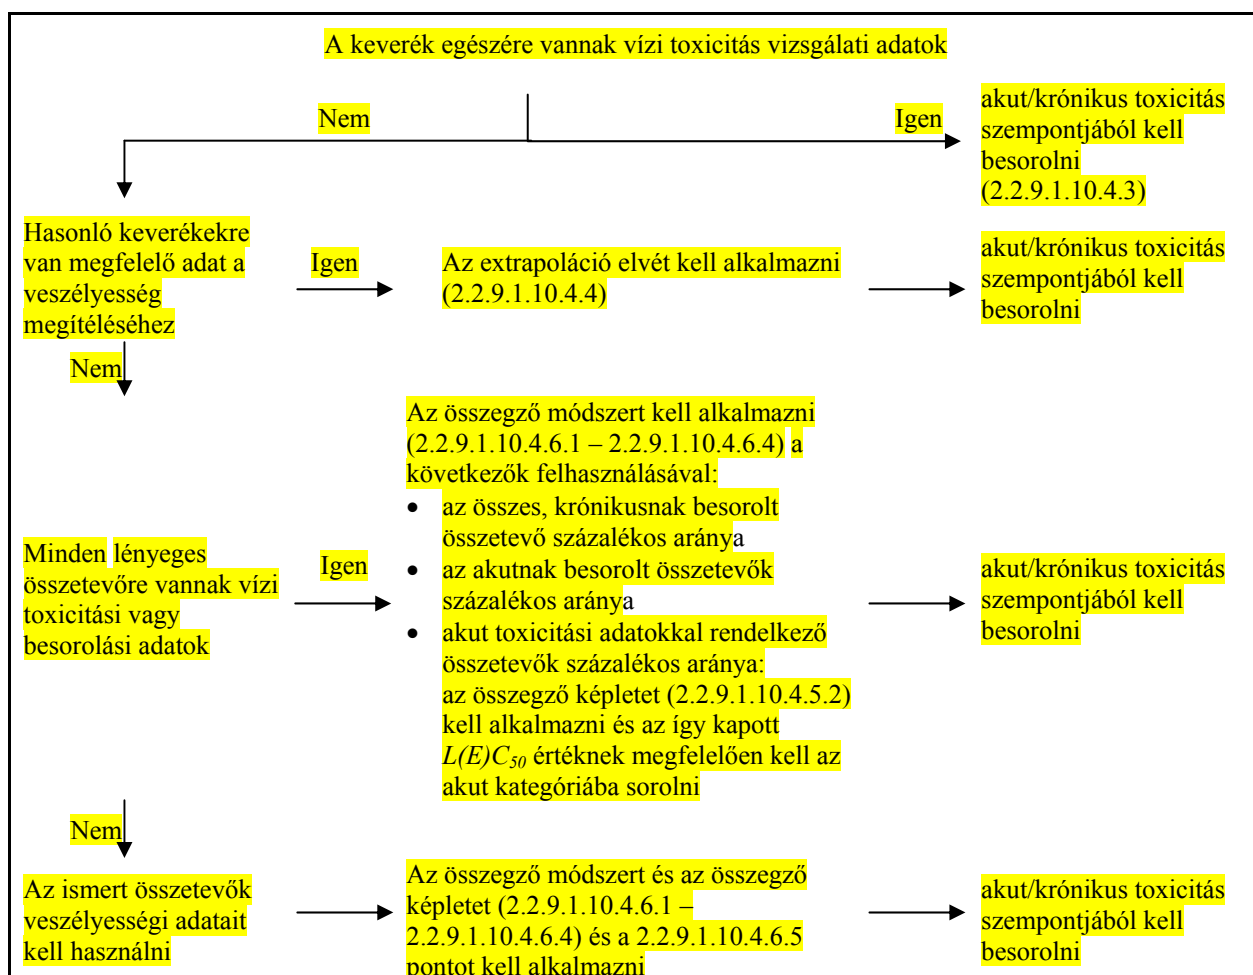 A keverék egészére vannak vízi toxicitás vizsgálati adatok
Nem
Igen
akut/krónikus toxicitás
szempontjából kell
besorolni
(2.2.9.1.10.4.3)
Hasonló keverékekre
van megfelelő adat a
veszélyesség
megítéléséhez
Igen
Az extrapoláció elvét kell alkalmazni
(2.2.9.1.10.4.4)
akut/krónikus toxicitás
szempontjából kell
besorolni
Nem
Minden lényeges
összetevőre vannak vízi
toxicitási vagy
besorolási adatok
Igen
Az összegző módszert kell alkalmazni
(2.2.9.1.10.4.6.1 – 2.2.9.1.10.4.6.4) a
következők felhasználásával:
• az összes, krónikusnak besorolt
összetevő százalékos aránya
• az akutnak besorolt összetevők
százalékos aránya
• akut toxicitási adatokkal rendelkező
összetevők százalékos aránya:
az összegző képletet (2.2.9.1.10.4.5.2)
kell alkalmazni és az így kapott
L(E)C50 értéknek megfelelően kell az
akut kategóriába sorolni
akut/krónikus toxicitás
szempontjából kell
besorolni
Nem
Az ismert összetevők
veszélyességi adatait
kell használni
Az összegző módszert és az összegző
képletet (2.2.9.1.10.4.6.1 –
2.2.9.1.10.4.6.4) és a 2.2.9.1.10.4.6.5
pontot kell alkalmazni
akut/krónikus toxicitás
szempontjából kell
besorolni